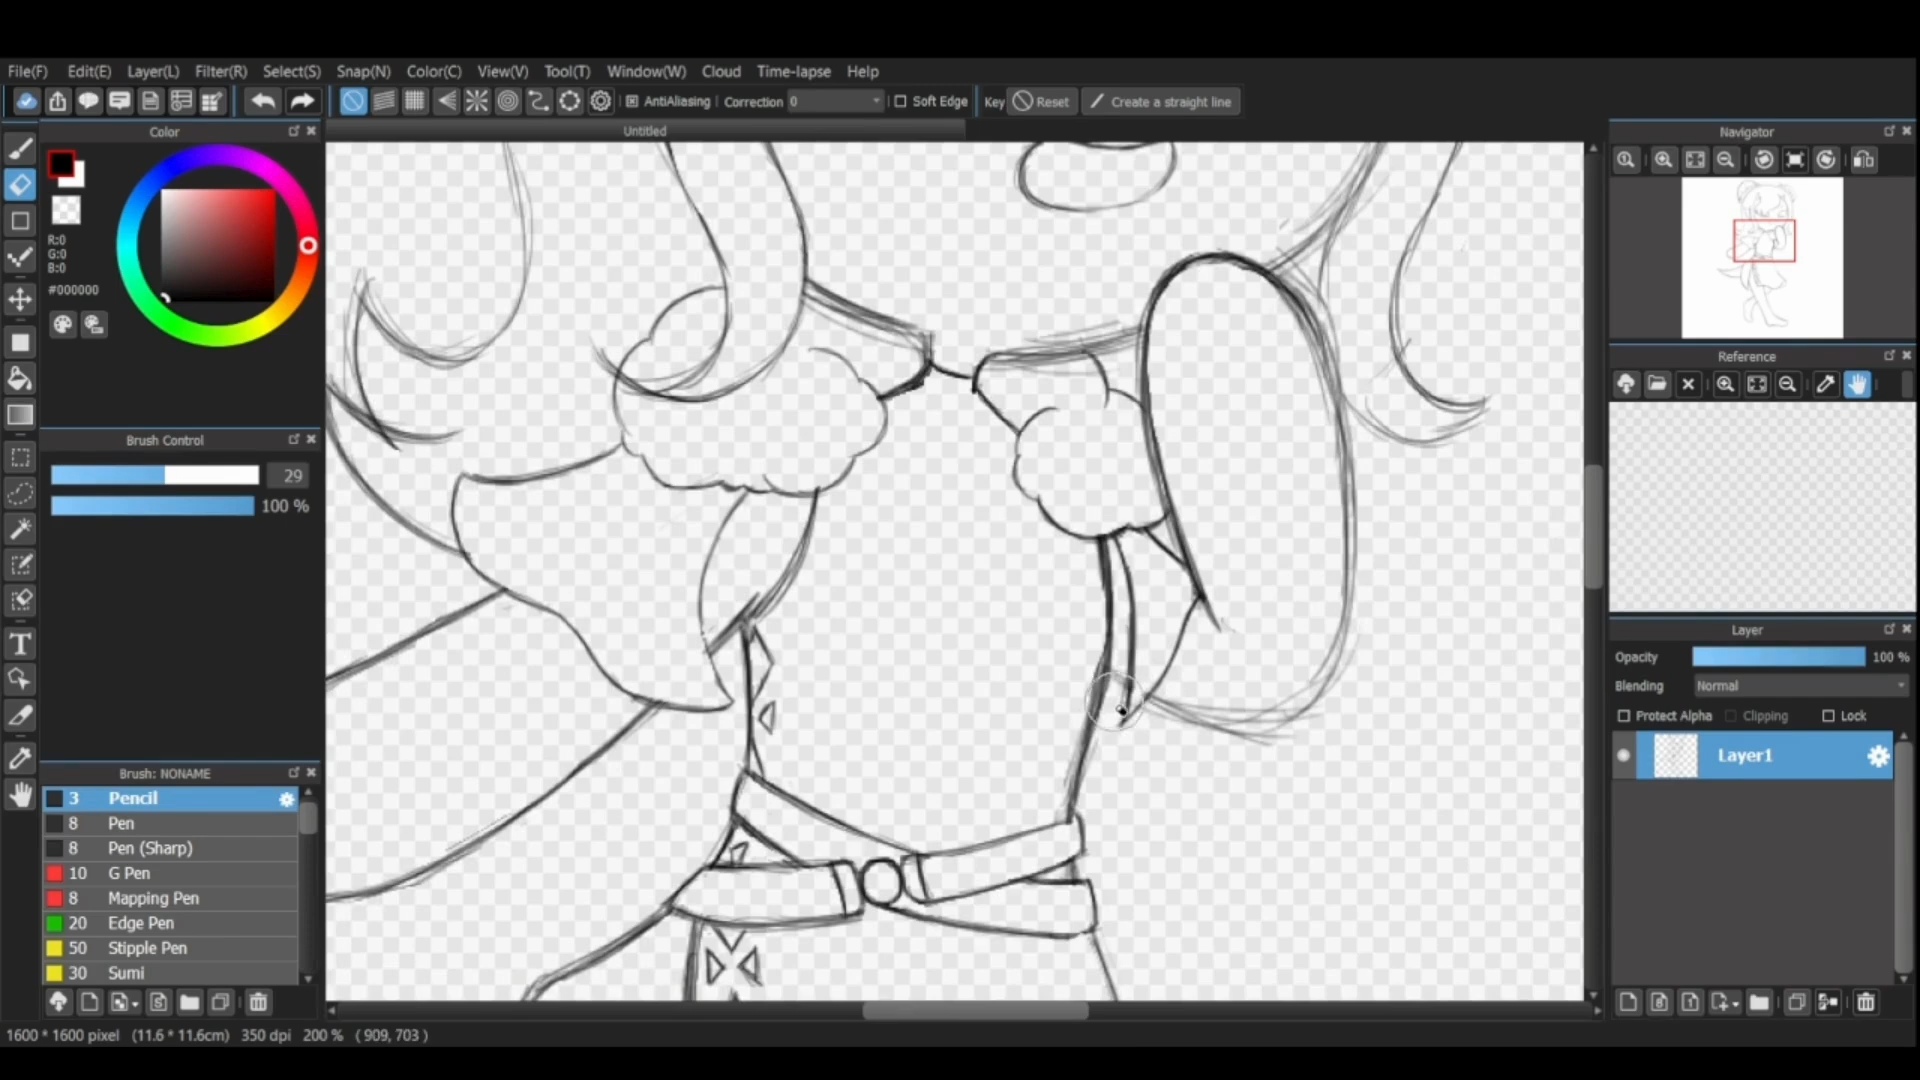 File(F) Edit(E) Layer(L) Filter(R) Select(S) Snap(N) Color(C) View(V) Tool(T) Window(W) Cloud Time-lapse Help
AntiAliasing Correction 0 Soft Edge Key Reset Create a straight line
Color
Untitled
Navigator
R:0
G:0
B:0
#000000
Reference
Brush Control
29
100 %
Layer
Opacity 100 %
Blending Normal
Protect Alpha Clipping Lock
Layer1
Brush: NONAME
3 Pencil
8 Pen
8 Pen (Sharp)
10 G Pen
8 Mapping Pen
20 Edge Pen
50 Stipple Pen
30 Sumi
1600 * 1600 pixel (11.6 * 11.6cm) 350 dpi 200 % ( 909, 703 )